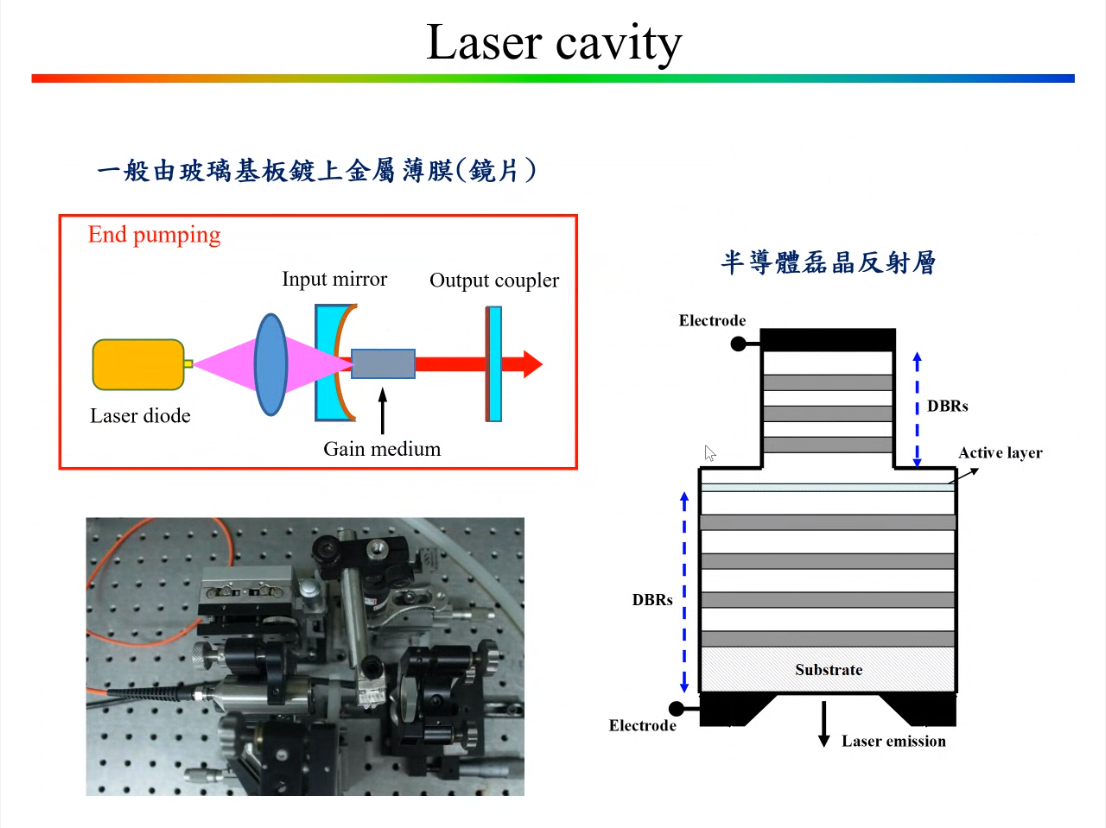 Laser cavity
一般由玻璃基板鍍上金屬薄膜(鏡片)
End pumping
Input mirror
Output coupler
Laser diode
Gain medium
半導體磊晶反射層
Electrode
DBRs
Active layer
DBRs
Substrate
Electrode
Laser emission